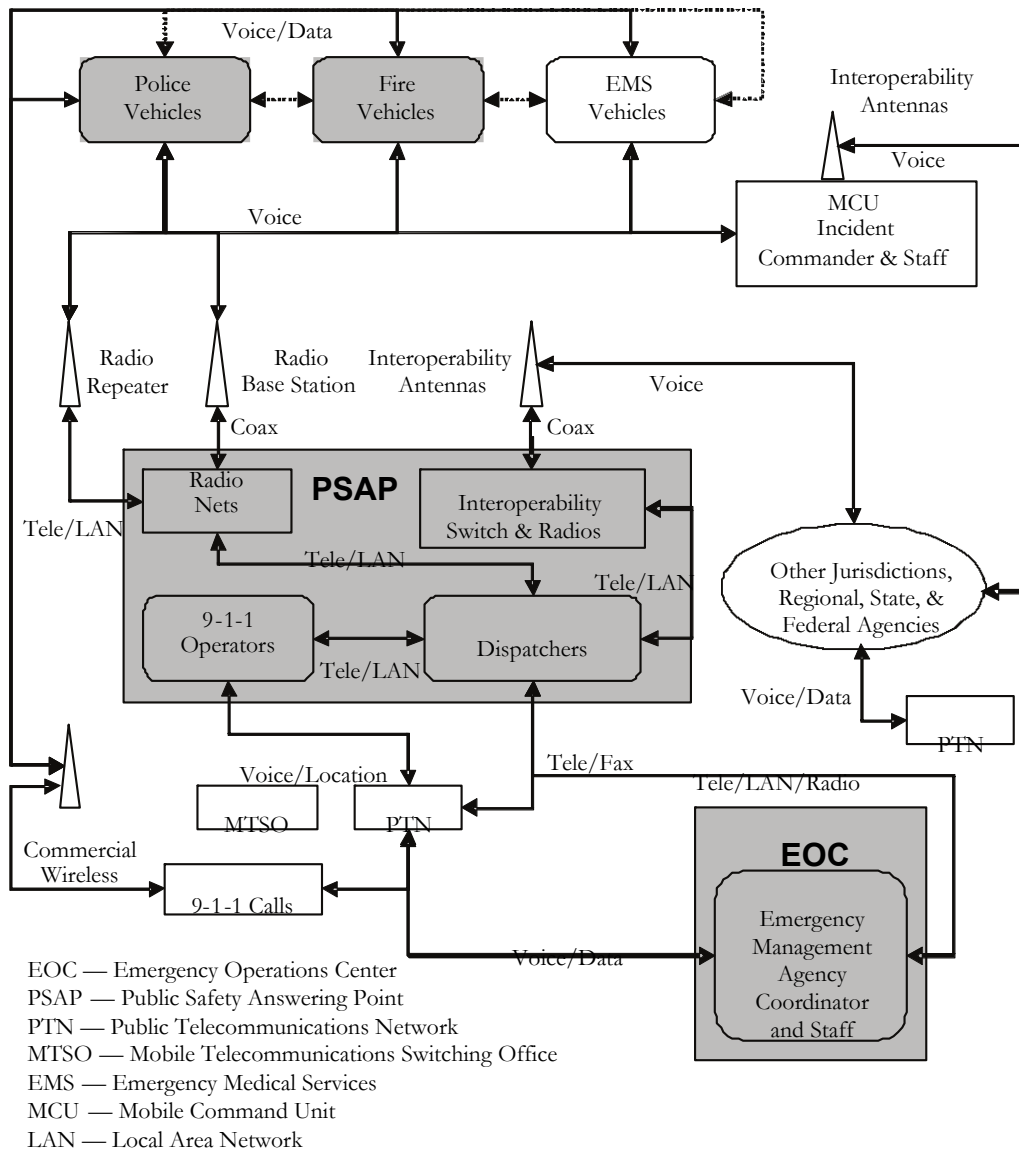 Voice/Data
Police
Vehicles
Fire
Vehicles
EMS
Vehicles
Interoperability
Antennas
Voice
MCU
Incident
Commander & Staff
Voice
Radio
Repeater
Radio
Base Station
Interoperability
Antennas
Voice
Coax
Coax
Radio
Nets
PSAP
Interoperability
Switch & Radios
Tele/LAN
Tele/LAN
Tele/LAN
Other Jurisdictions,
Regional, State, &
Federal Agencies
9-1-1
Operators
Tele/LAN
Dispatchers
Voice/Data
PTN
Voice/Location
Tele/Fax
Tele/LAN/Radio
MTSO
PTN
Commercial
Wireless
9-1-1 Calls
EOC
Emergency
Management
Agency
Coordinator
and Staff
Voice/Data
EOC — Emergency Operations Center
PSAP — Public Safety Answering Point
PTN — Public Telecommunications Network
MTSO — Mobile Telecommunications Switching Office
EMS — Emergency Medical Services
MCU — Mobile Command Unit
LAN — Local Area Network